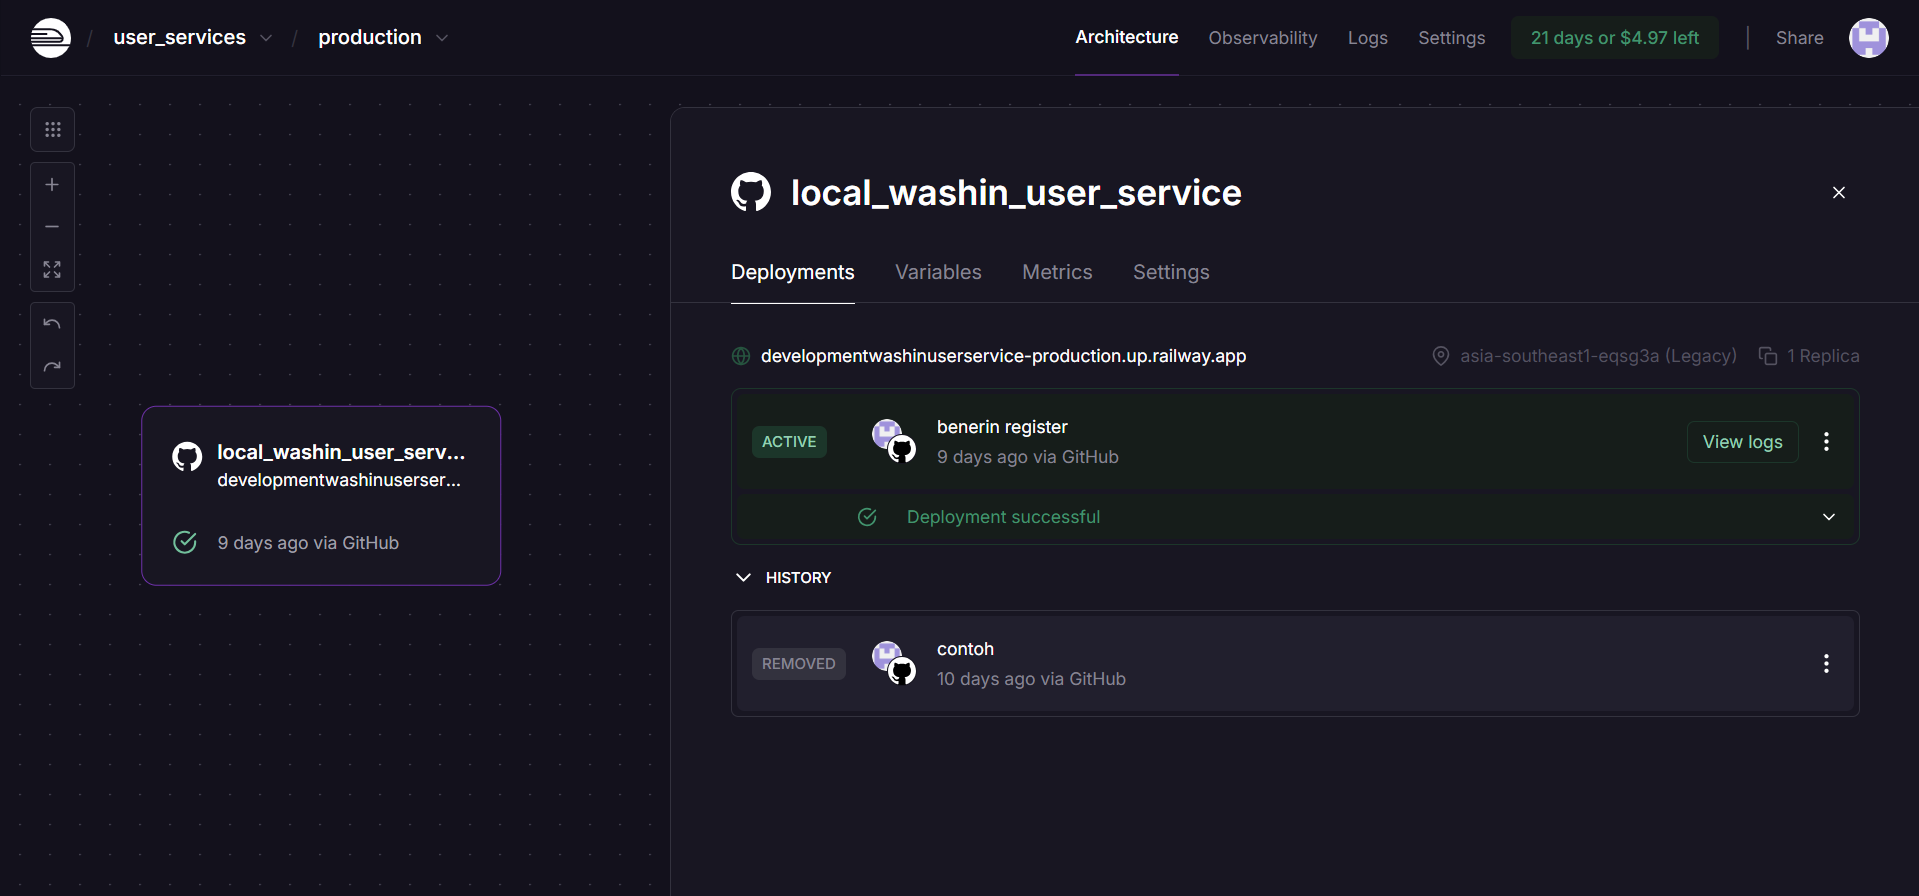 / user_services / production
Architecture Observability Logs Settings 21 days or $4.97 left | Share
local_washin_user_service
Deployments Variables Metrics Settings
developmentwashinuserservice-production.up.railway.app asia-southeast1-eqsg3a (Legacy) 1 Replica
ACTIVE benerin register View logs
9 days ago via GitHub
Deployment successful
HISTORY
REMOVED contoh
10 days ago via GitHub
local_washin_user_serv...
developmentwashinuserser...
9 days ago via GitHub